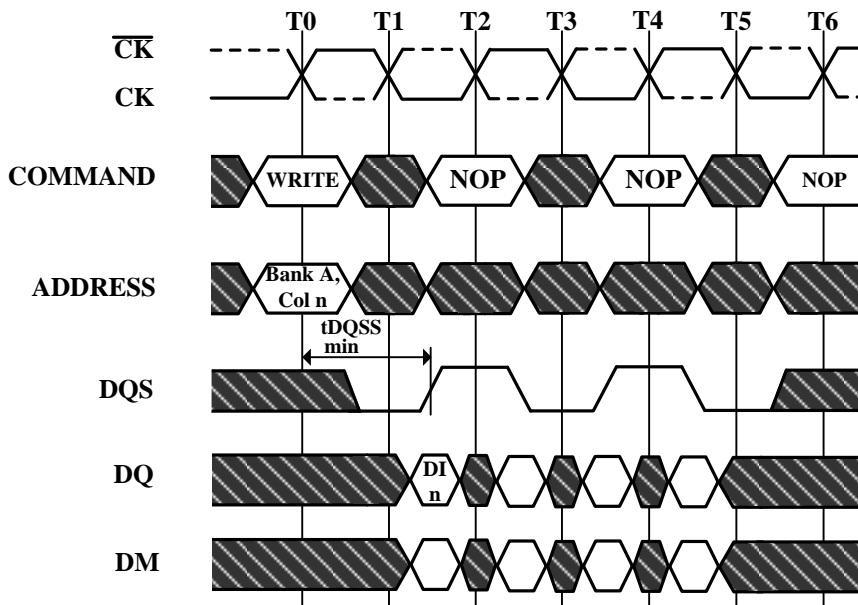 T0 T1 T2 T3 T4 T5 T6
CK
CK
COMMAND WRITE NOP NOP NOP
ADDRESS Bank A,
Col n
tDQSS
min
DQS
DQ DI
n
DM